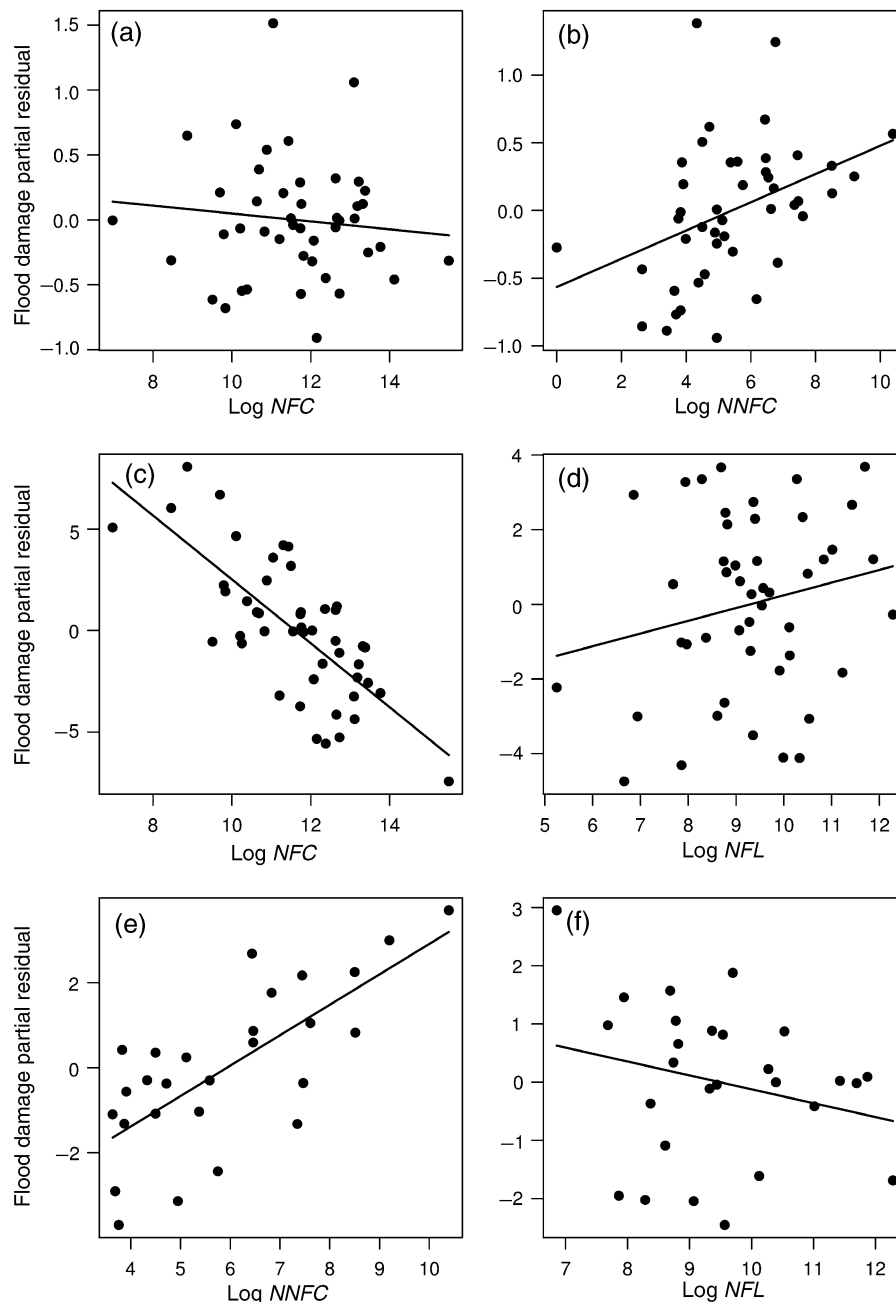 (a)
Flood damage partial residual
1.5
1.0
0.5
0.0
−0.5
−1.0
8 10 12 14
Log NFC
(b)
1.0
0.5
0.0
−0.5
−1.0
0 2 4 6 8 10
Log NNFC
(c)
Flood damage partial residual
5
0
−5
8 10 12 14
Log NFC
(d)
4
2
0
−2
−4
5 6 7 8 9 10 11 12
Log NFL
(e)
Flood damage partial residual
2
0
−2
4 5 6 7 8 9 10
Log NNFC
(f)
3
2
1
0
−1
−2
7 8 9 10 11 12
Log NFL